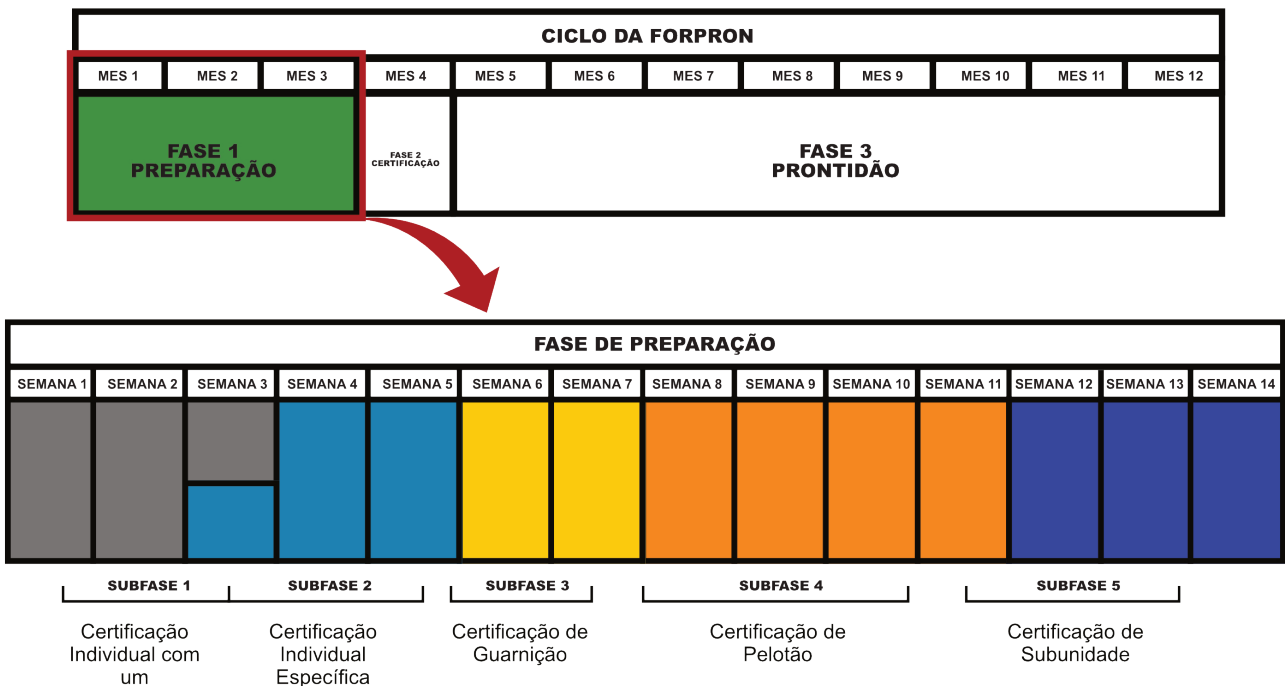 CICLO DA FORPRON
MES 1 MES 2 MES 3 MES 4 MES 5 MES 6 MES 7 MES 8 MES 9 MES 10 MES 11 MES 12
FASE 1
PREPARAÇÃO
FASE 2
CERTIFICAÇÃO
FASE 3
PRONTIDÃO
FASE DE PREPARAÇÃO
SEMANA 1 SEMANA 2 SEMANA 3 SEMANA 4 SEMANA 5 SEMANA 6 SEMANA 7 SEMANA 8 SEMANA 9 SEMANA 10 SEMANA 11 SEMANA 12 SEMANA 13 SEMANA 14
SUBFASE 1 SUBFASE 2 SUBFASE 3 SUBFASE 4 SUBFASE 5
Certificação
Individual com
um
Certificação
Individual
Específica
Certificação de
Guarnição
Certificação de
Pelotão
Certificação de
Subunidade